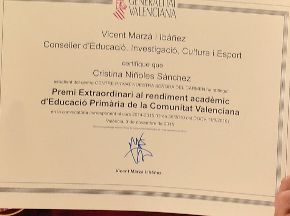 GENERALITAT
VALENCIANA
Vicent Marzà i Ibáñez
Conseller d'Educació, Investigació, Cultura i Esport
certifique que
Cristina Niñoles Sánchez
Premi Extraordinari al rendiment acadèmic
d'Educació Primària de la Comunitat Valenciana
Vicent Marzà i Ibáñez